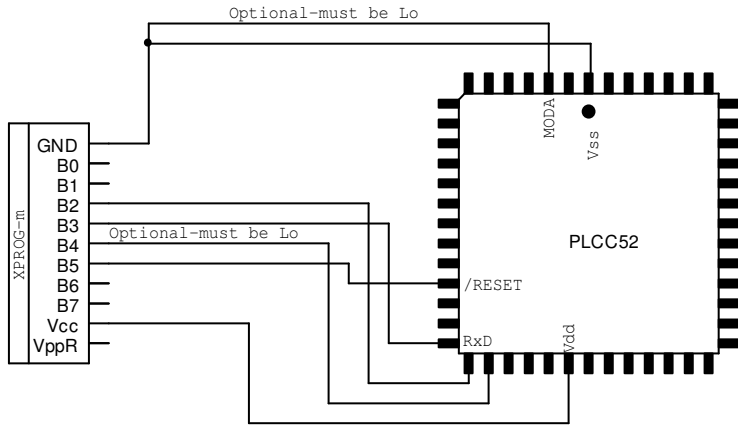 Optional-must be Lo
MODA
Vss
GND
B0
B1
B2
B3
B4
B5
B6
B7
Vcc
VppR
XPROG-m
Optional-must be Lo
PLCC52
/RESET
RxD
Vdd